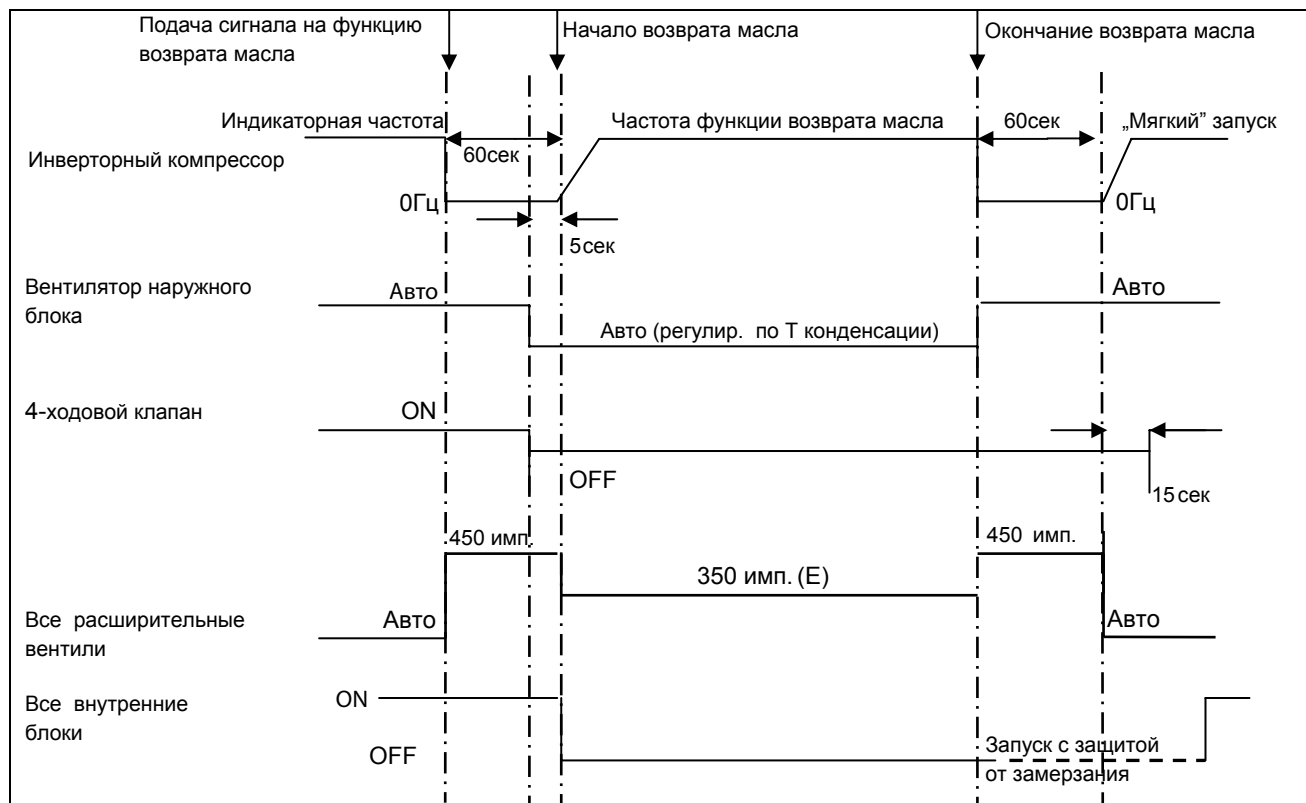 Подача сигнала на функцию
возврата масла
Начало возврата масла
Окончание возврата масла
Индикаторная частота
Частота функции возврата масла
60сек
„Мягкий” запуск
60сек
Инверторный компрессор
0Гц
0Гц
5сек
Вентилятор наружного
блока
Авто
Авто
Авто (регулир. по Т конденсации)
4-ходовой клапан
ON
OFF
15сек
450 имп.
450 имп.
350 имп. (E)
Все расширительные
вентили
Авто
Авто
Все внутренние
блоки
ON
OFF
Запуск с защитой
от замерзания